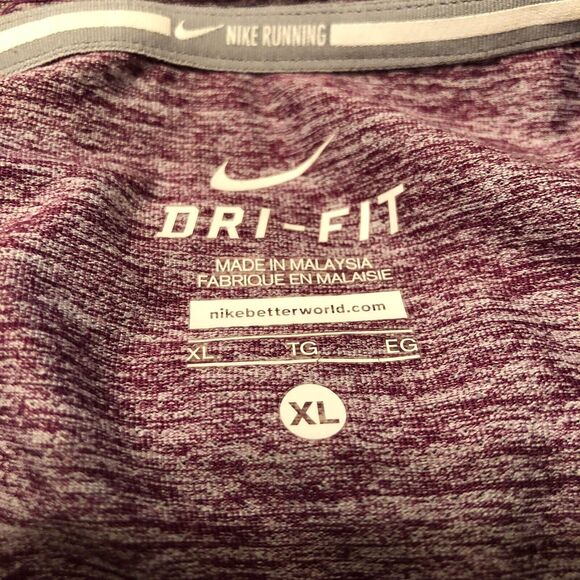 NIKE RUNNING
DRI-FIT
MADE IN MALAYSIA
FABRIQUE EN MALAISIE
nikebetterworld.com
XL TG EG
XL